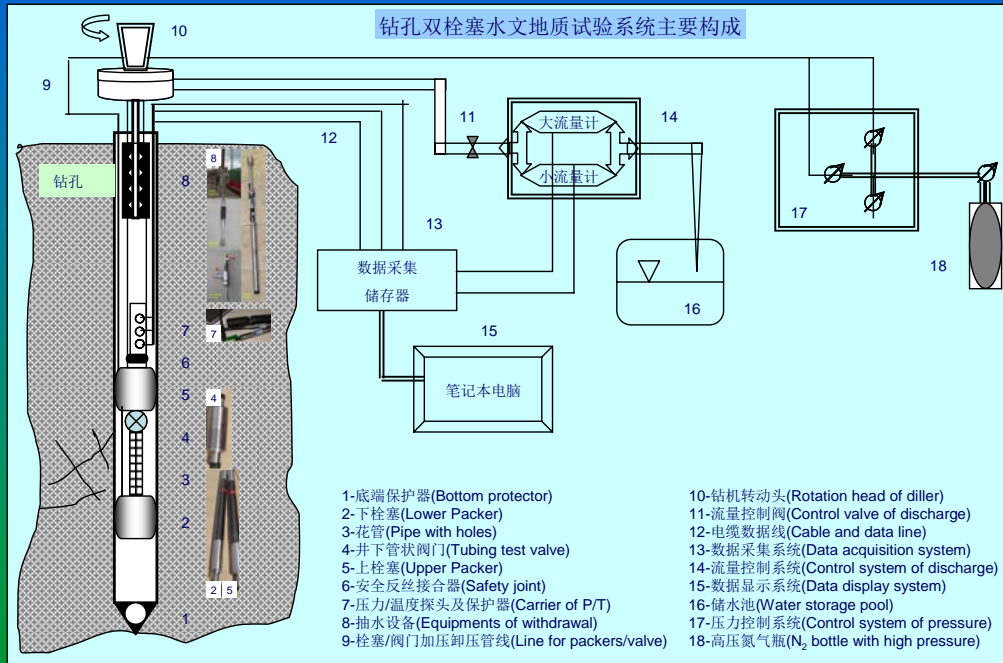 钻孔双栓塞水文地质试验系统主要构成
10
9
11
大流量计
14
12
8
钻孔
8
小流量计
17
13
18
数据采集
储存器
16
7
7
15
6
笔记本电脑
5
4
4
3
2
2 5
1
1-底端保护器(Bottom protector)
2-下栓塞(Lower Packer)
3-花管(Pipe with holes)
4-井下管状阀门(Tubing test valve)
5-上栓塞(Upper Packer)
6-安全反丝接合器(Safety joint)
7-压力/温度探头及保护器(Carrier of P/T)
8-抽水设备(Equipments of withdrawal)
9-栓塞/阀门加压卸压管线(Line for packers/valve)
10-钻机转动头(Rotation head of diller)
11-流量控制阀(Control valve of discharge)
12-电缆数据线(Cable and data line)
13-数据采集系统(Data acquisition system)
14-流量控制系统(Control system of discharge)
15-数据显示系统(Data display system)
16-储水池(Water storage pool)
17-压力控制系统(Control system of pressure)
18-高压氮气瓶(N₂ bottle with high pressure)